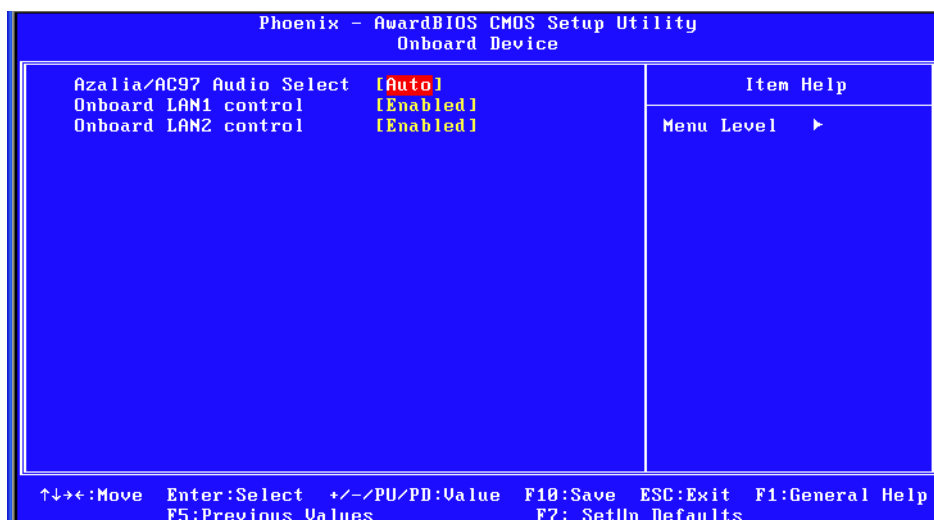 Phoenix - AwardBIOS CMOS Setup Utility
Onboard Device
Azalia/AC97 Audio Select [Auto]
Onboard LAN1 control [Enabled]
Onboard LAN2 control [Enabled]
Item Help
Menu Level ►
↑↓→←:Move Enter:Select +/-/PU/PD:Value F10:Save ESC:Exit F1:General Help
F5:Previous Values F7: SetUp Defaults